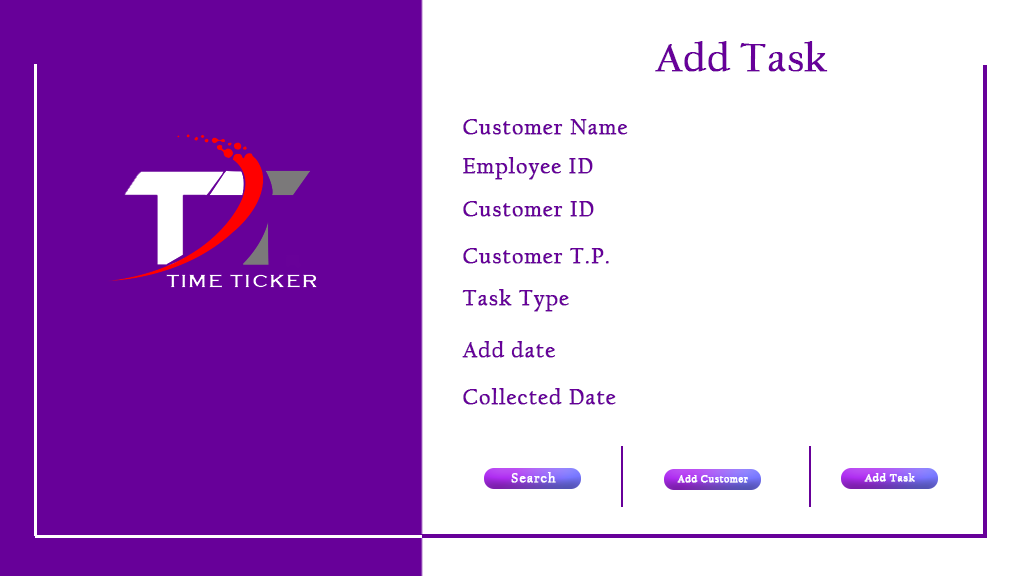 Add Task
TIME TICKER
Customer Name
Employee ID
Customer ID
Customer T.P.
Task Type
Add date
Collected Date
Search
Add Customer
Add Task